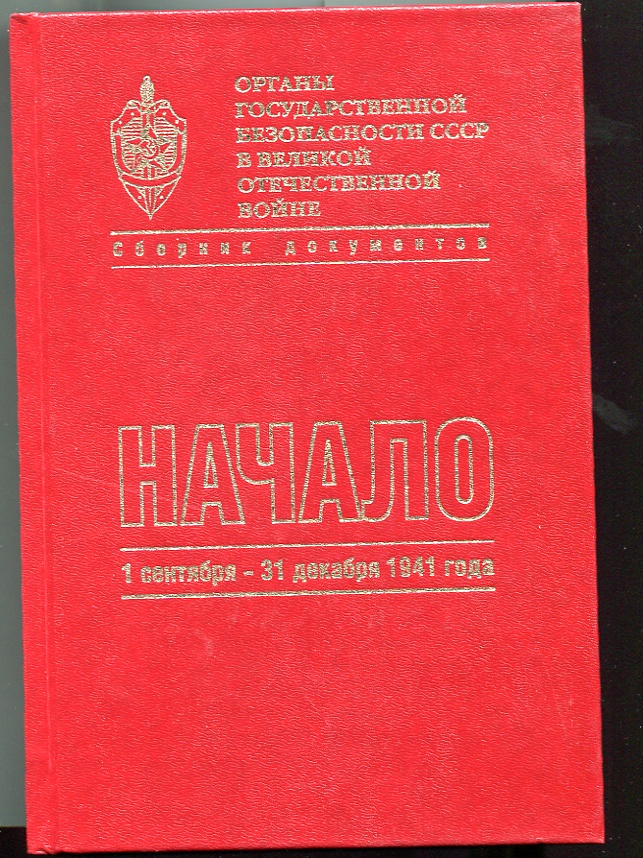 ОРГАНЫ
ГОСУДАРСТВЕННОЙ
БЕЗОПАСНОСТИ СССР
В ВЕЛИКОЙ
ОТЕЧЕСТВЕННОЙ
ВОЙНЕ
Сборник документов
НАЧАЛО
1 сентября - 31 декабря 1941 года